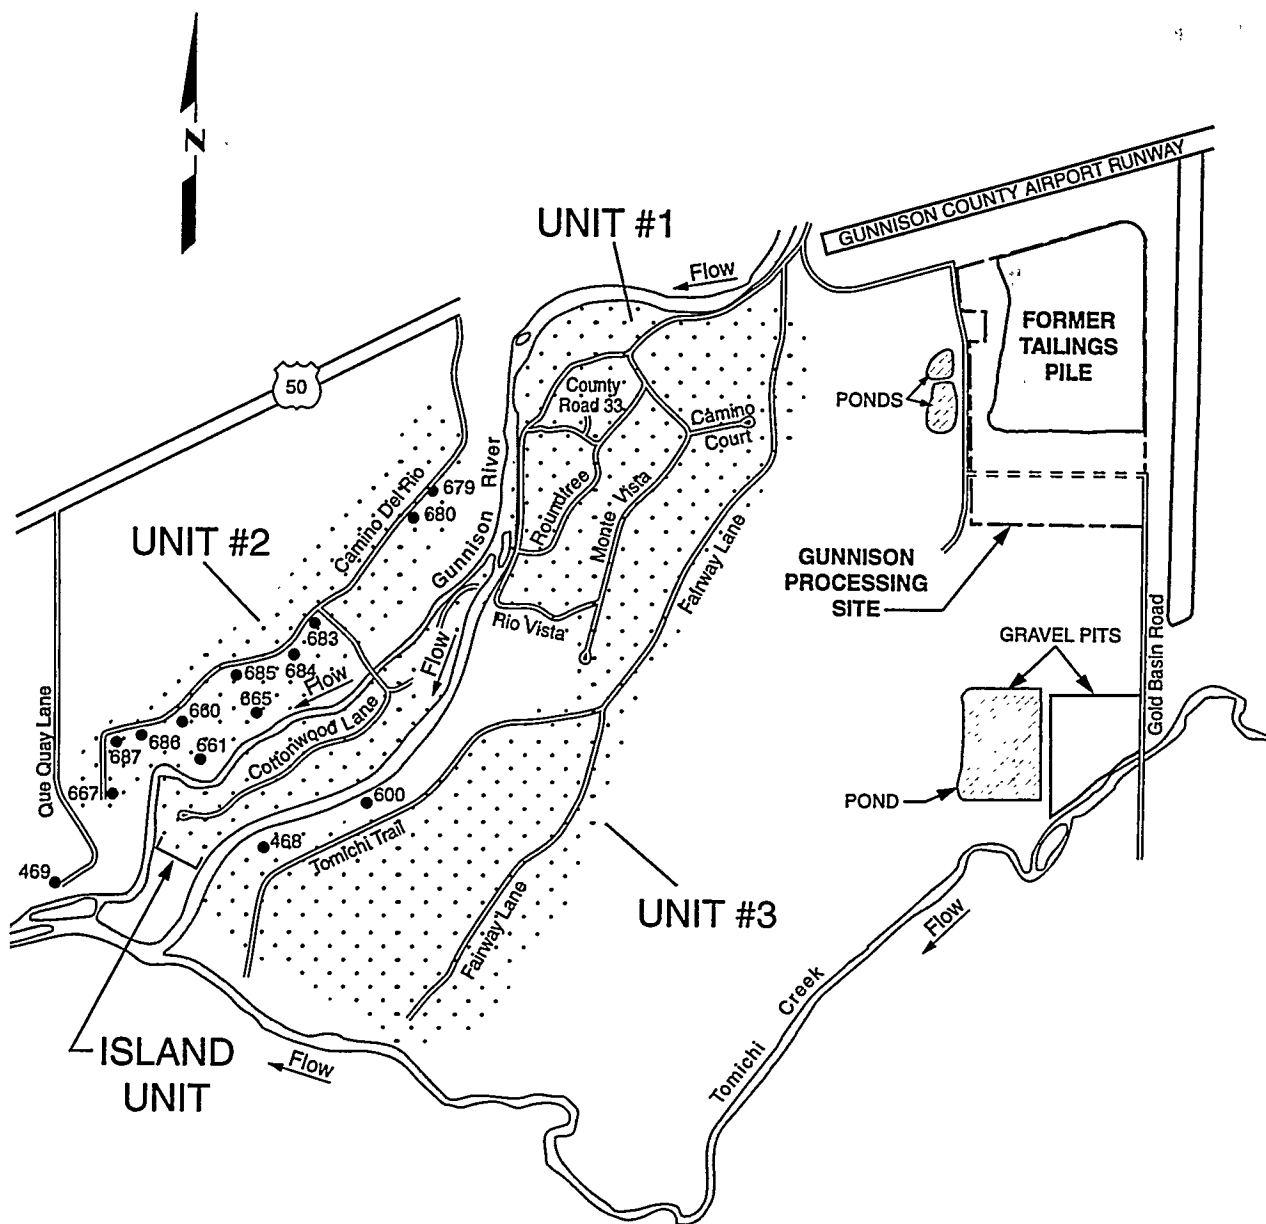 N
GUNNISON COUNTY AIRPORT RUNWAY
UNIT #1
Flow
FORMER
TAILINGS
PILE
50
County
Road 33
PONDS
Camino
Court
River
Gunnison
Camino Del Rio
679
680
Roundtree
Monte Vista
Fairway Lane
UNIT #2
GUNNISON
PROCESSING
SITE
Rio Vista
683
684
685
Flow
Flow
GRAVEL PITS
Gold Basin Road
665
660
686
661
687
667
Cottonwood Lane
Que Quay Lane
600
468
Tomichi Trail
POND
469
UNIT #3
Fairway Lane
Flow
Tomichi Creek
ISLAND
UNIT
Flow